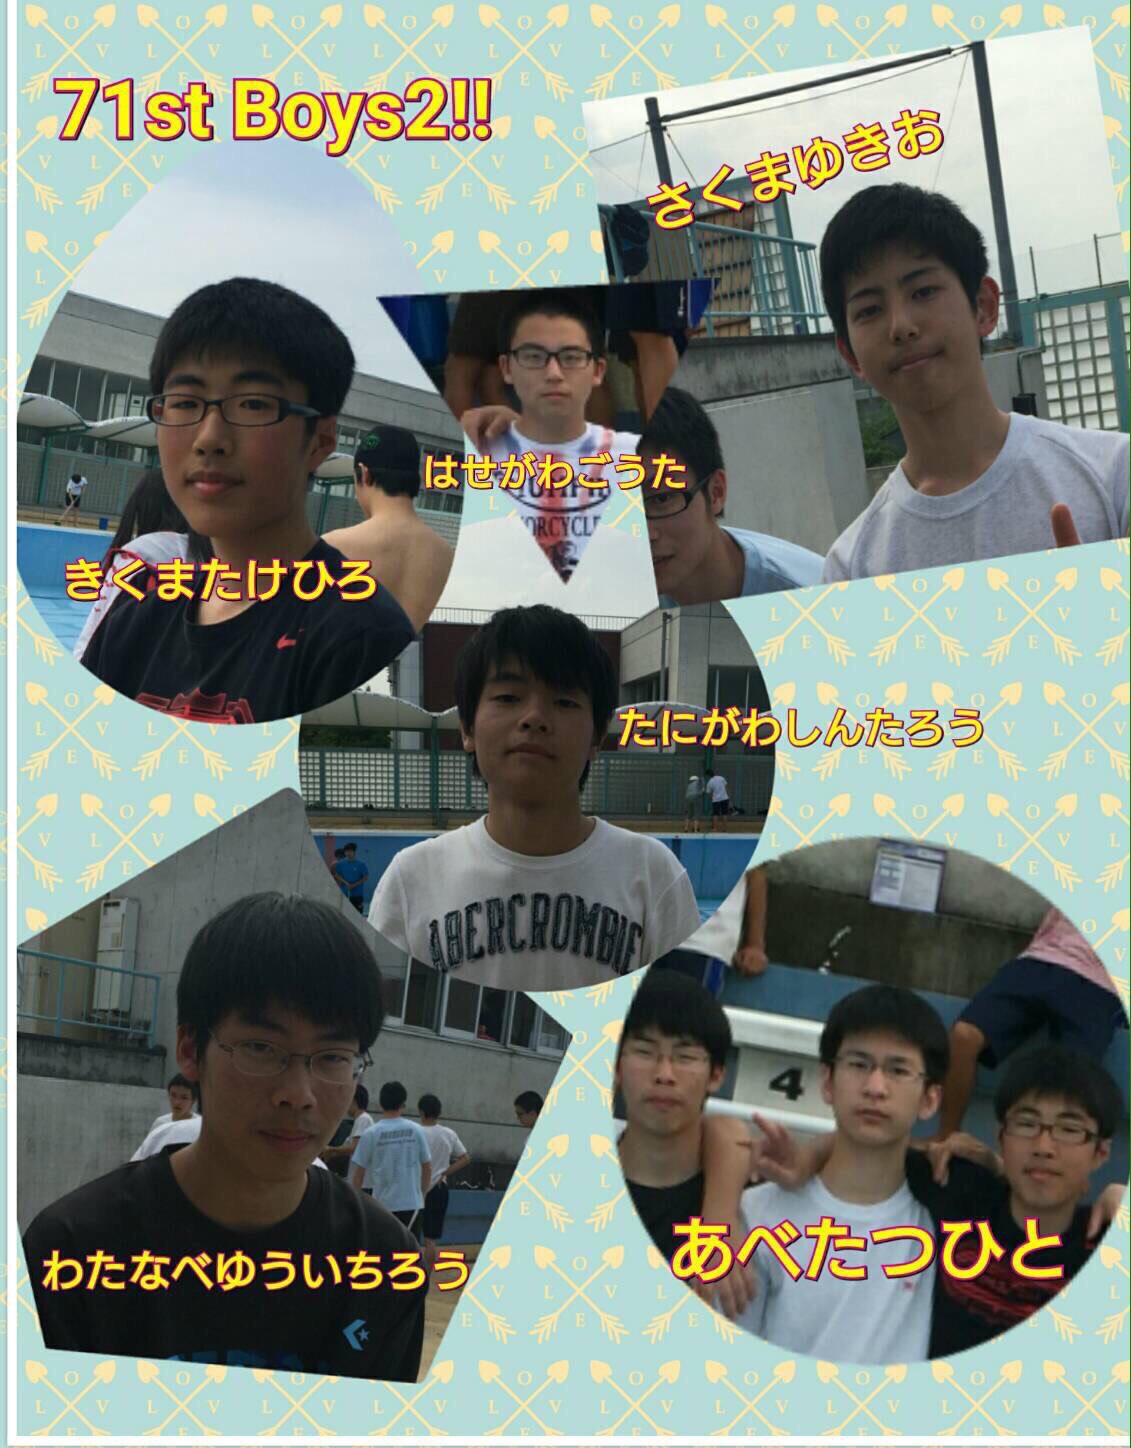 71st Boys2!!
さくまゆきお
はせがわごうた
きくまたけひろ
たにがわしんたろう
ABERCROMBIE
4
わたなべゆういちろう
あべたつひと